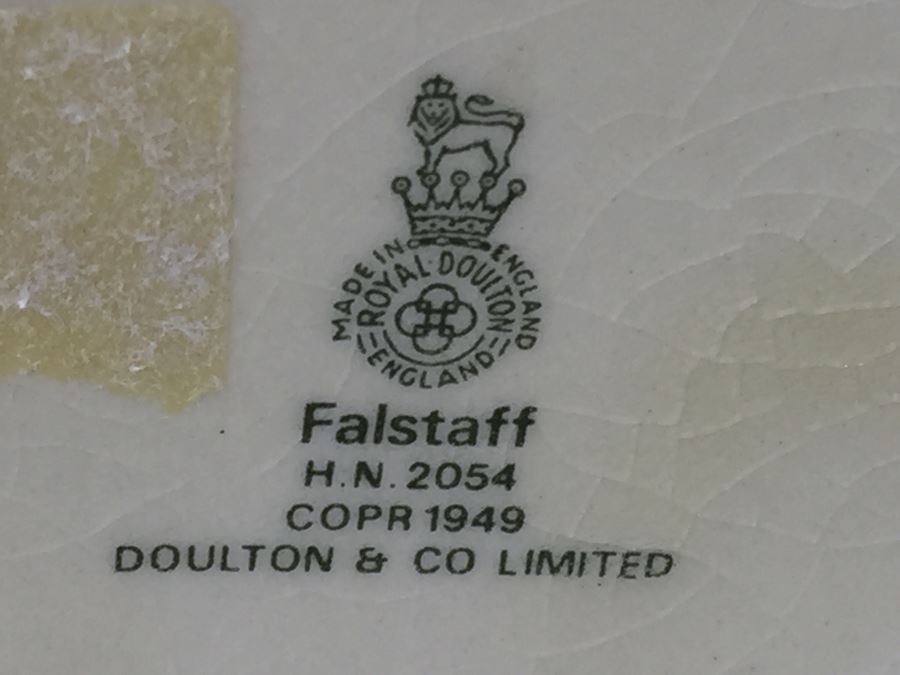 MADE IN ENGLAND
ROYAL·DOULTON
ENGLAND
Falstaff
H.N. 2054
COPR 1949
DOULTON & CO LIMITED